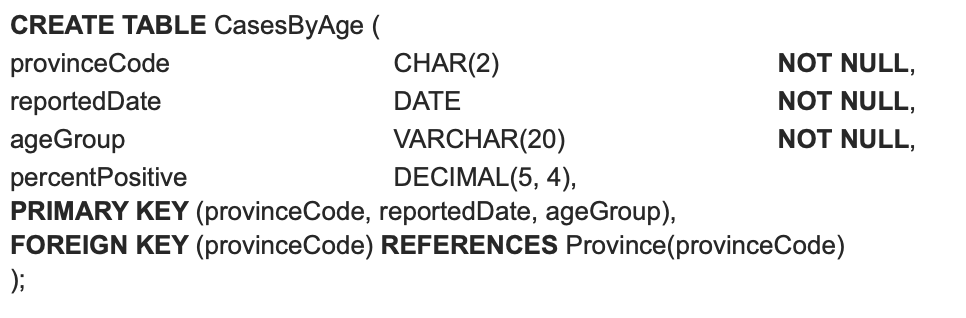 CREATE TABLE CasesByAge (
provinceCode CHAR(2) NOT NULL,
reportedDate DATE NOT NULL,
ageGroup VARCHAR(20) NOT NULL,
percentPositive DECIMAL(5, 4),
PRIMARY KEY (provinceCode, reportedDate, ageGroup),
FOREIGN KEY (provinceCode) REFERENCES Province(provinceCode)
);